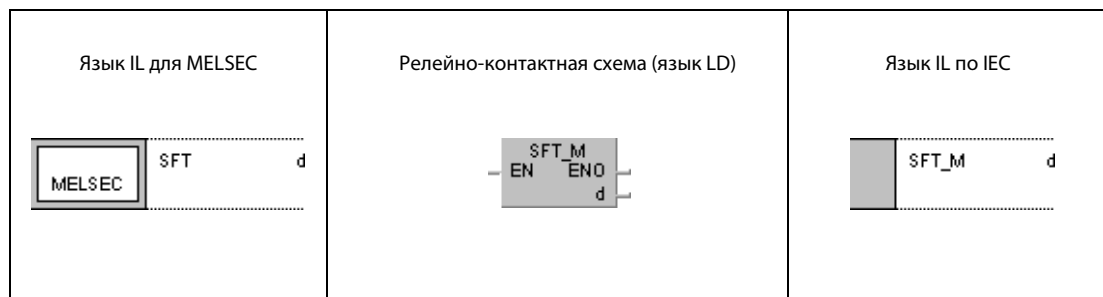 Язык IL для MELSEC
Релейно-контактная схема (язык LD)
Язык IL по IEC
MELSEC
SFT d
SFT_M
EN ENO
d
SFT_M d